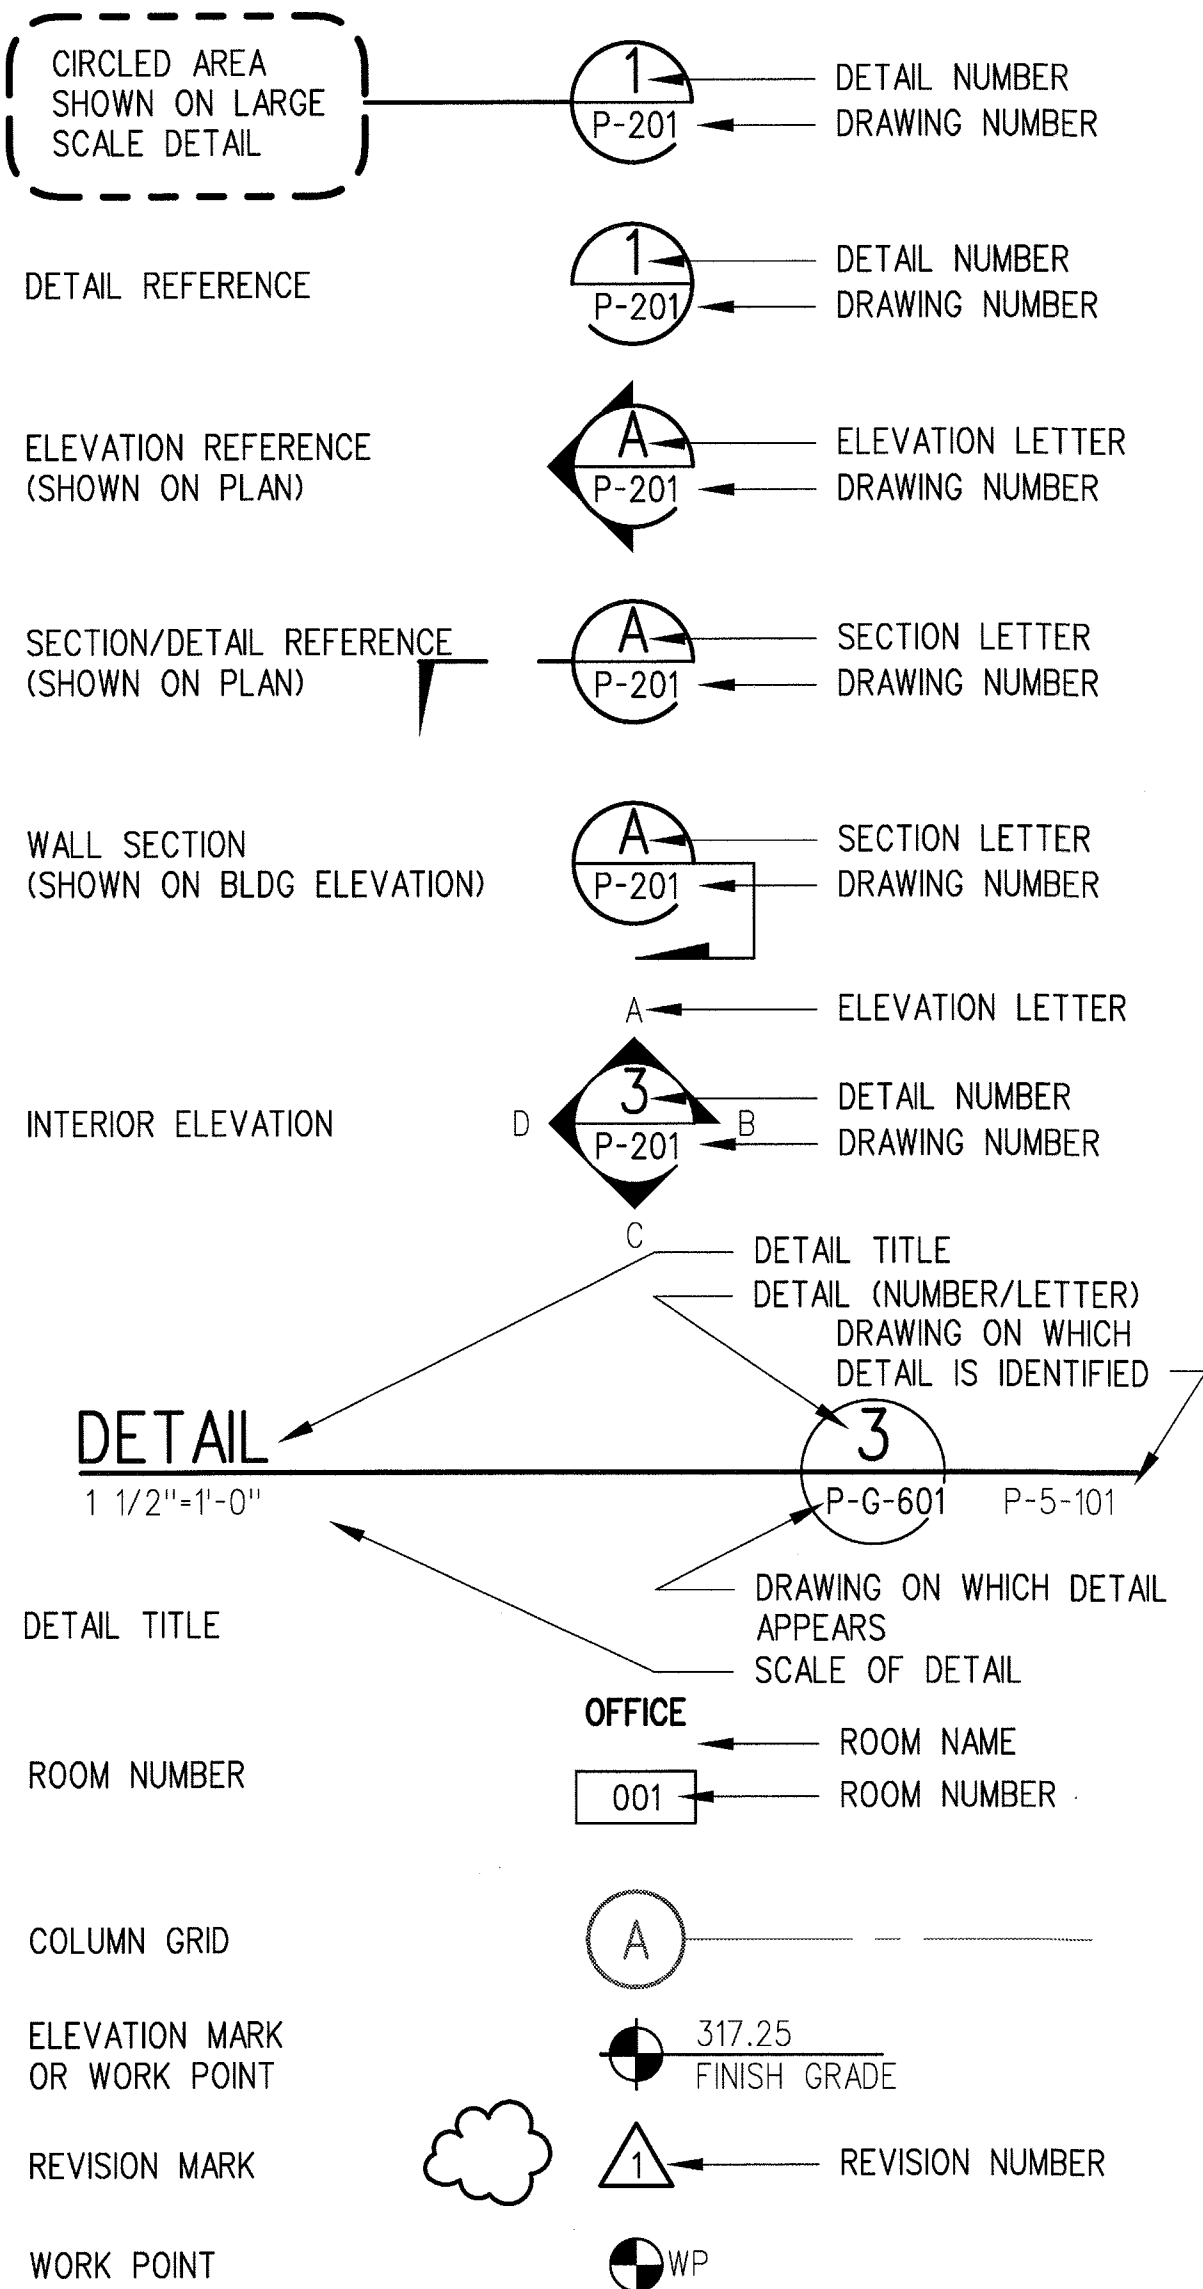 CIRCLED AREA
SHOWN ON LARGE
SCALE DETAIL
1
P-201
DETAIL NUMBER
DRAWING NUMBER
DETAIL REFERENCE
1
P-201
DETAIL NUMBER
DRAWING NUMBER
ELEVATION REFERENCE
(SHOWN ON PLAN)
A
P-201
ELEVATION LETTER
DRAWING NUMBER
SECTION/DETAIL REFERENCE
(SHOWN ON PLAN)
A
P-201
SECTION LETTER
DRAWING NUMBER
WALL SECTION
(SHOWN ON BLDG ELEVATION)
A
P-201
SECTION LETTER
DRAWING NUMBER
INTERIOR ELEVATION
A
ELEVATION LETTER
D
3
P-201
B
C
DETAIL NUMBER
DRAWING NUMBER
DETAIL TITLE
DETAIL (NUMBER/LETTER)
DRAWING ON WHICH
DETAIL IS IDENTIFIED
DETAIL
1 1/2"=1'-0"
3
P-G-601
P-5-101
DRAWING ON WHICH DETAIL
APPEARS
SCALE OF DETAIL
DETAIL TITLE
ROOM NUMBER
OFFICE
001
ROOM NAME
ROOM NUMBER
COLUMN GRID
A
ELEVATION MARK
OR WORK POINT
317.25
FINISH GRADE
REVISION MARK
1
REVISION NUMBER
WORK POINT
WP